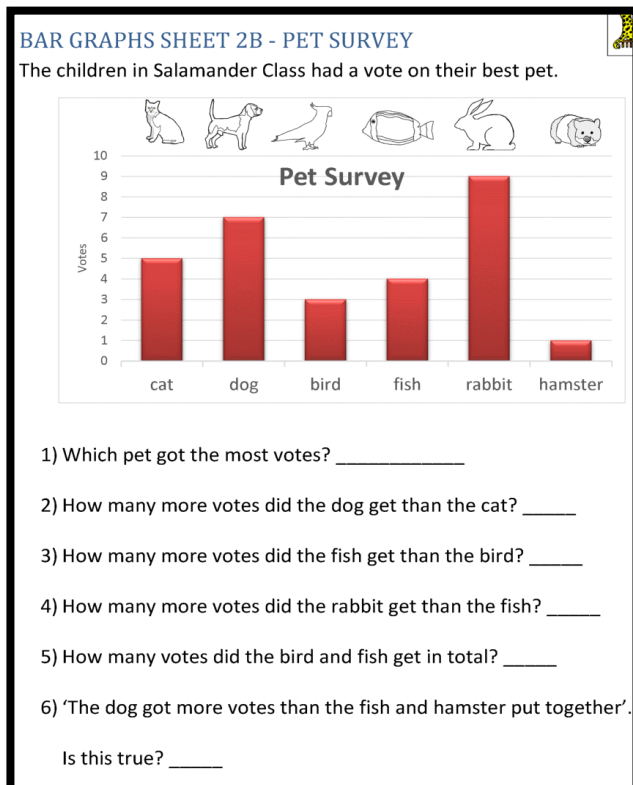 BAR GRAPHS SHEET 2B - PET SURVEY
The children in Salamander Class had a vote on their best pet.
Pet Survey
Votes
10
9
8
7
6
5
4
3
2
1
0
cat dog bird fish rabbit hamster
1) Which pet got the most votes? ____________
2) How many more votes did the dog get than the cat? _____
3) How many more votes did the fish get than the bird? _____
4) How many more votes did the rabbit get than the fish? _____
5) How many votes did the bird and fish get in total? _____
6) ‘The dog got more votes than the fish and hamster put together’.
Is this true? _____